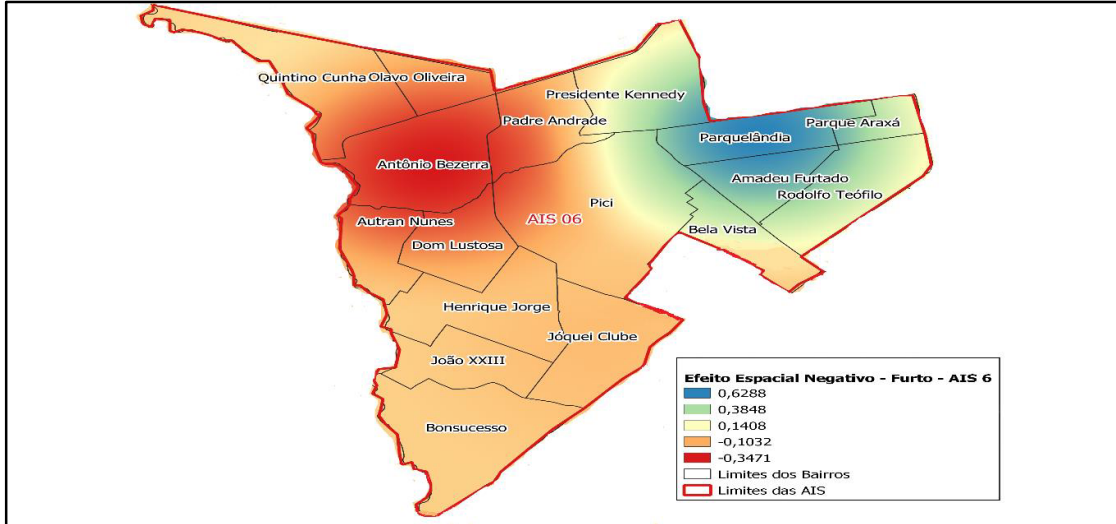 Quintino Cunha
Olavo Oliveira
Presidente Kennedy
Padre Andrade
Parque Araxá
Parquelândia
Antônio Bezerra
Amadeu Furtado
Rodolfo Teófilo
Pici
Autran Nunes
AIS 06
Bela Vista
Dom Lustosa
Henrique Jorge
Jóquei Clube
João XXIII
Bonsucesso
Efeito Espacial Negativo - Furto - AIS 6
0,6288
0,3848
0,1408
-0,1032
-0,3471
Limites dos Bairros
Limites das AIS